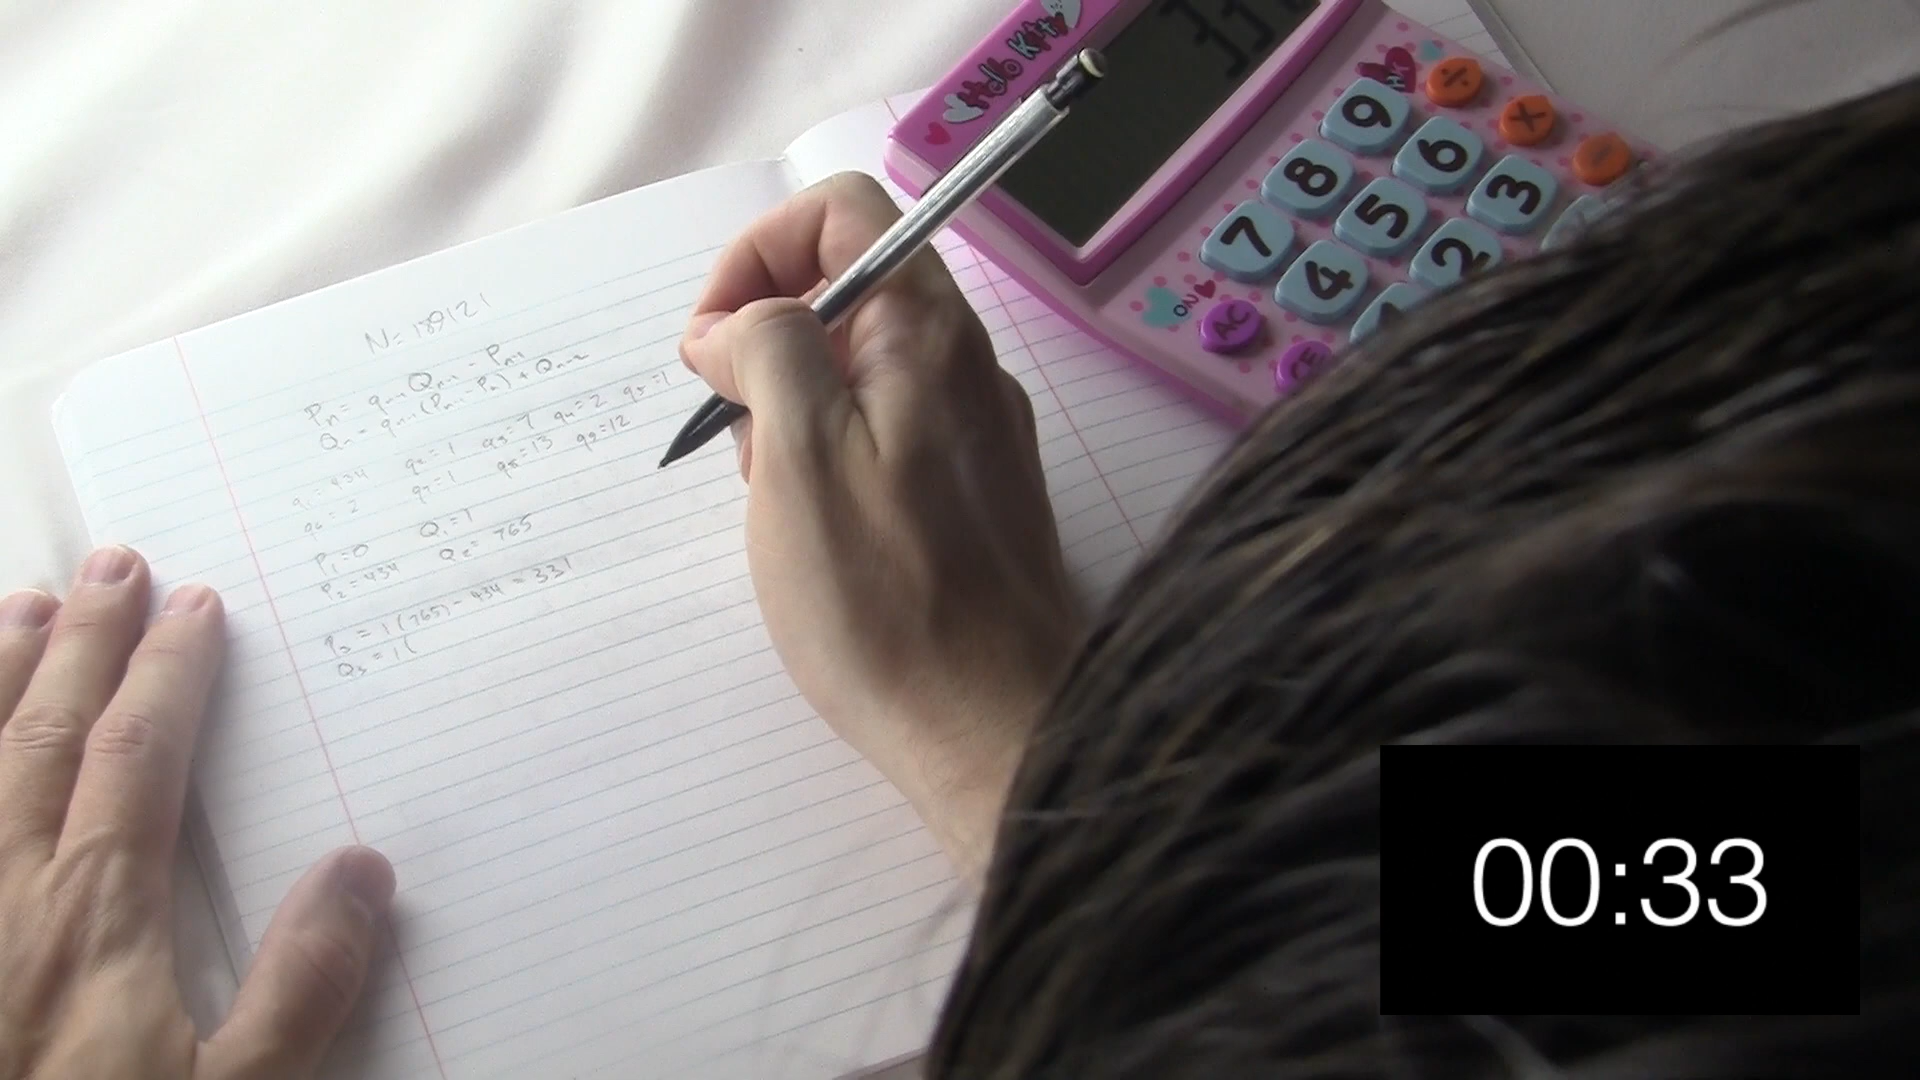 N = 189121
Pn = qn-1 Qn-1 - Pn-1
Qn = qn-1(Pn-1 - Pn) + Qn-2
q1 = 434 q2 = 1 q3 = 7 q4 = 2 q5 = 1
q6 = 2 q7 = 1 q8 = 13 q9 = 12
P1 = 0 Q1 = 1
P2 = 434 Q2 = 765
P3 = 1(765) - 434 = 331
Q3 = 1(
Hello Kitty
HK
9 ÷
8 6 X
7 5 3 -
4 2
ON
AC
CE
00:33